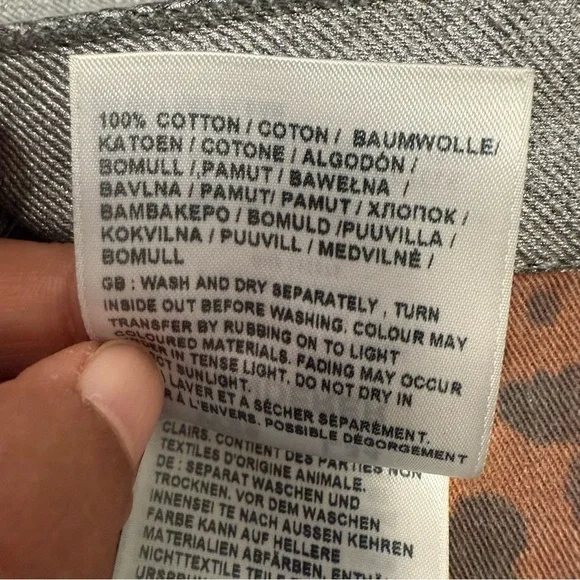 100% COTTON / COTON / BAUMWOLLE/
KATOEN / COTONE / ALGODÓN /
BOMULL /,PAMUT / BAWEŁNA /
BAVLNA / PAMUT/ PAMUT / ХЛОПОК /
BAMBAKEPO / BOMULD /PUUVILLA /
KOKVILNA / PUUVILL / MEDVILNĖ /
BOMULL
GB : WASH AND DRY SEPARATELY , TURN
INSIDE OUT BEFORE WASHING. COLOUR MAY
TRANSFER BY RUBBING ON TO LIGHT
COLOURED MATERIALS. FADING MAY OCCUR
IN TENSE LIGHT. DO NOT DRY IN
SUNLIGHT.
LAVER ET A SÉCHER SÉPARÉMENT.
À L'ENVERS. POSSIBLE DÉGORGEMENT
CLAIRS. CONTIENT DES PARTIES NON
TEXTILES D'ORIGINE ANIMALE.
DE : SEPARAT WASCHEN UND
TROCKNEN. VOR DEM WASCHEN
INNENSEI TE NACH AUSSEN KEHREN
FARBE KANN AUF HELLERE
MATERIALIEN ABFÄRBEN.
NICHTTEXTILE TEILE